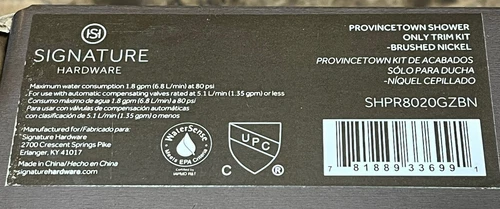 SIGNATURE
HARDWARE
Maximum water consumption 1.8 gpm (6.8 L/min) at 80 psi
For use with automatic compensating valves rated at 5.1 L/min (1.35 gpm) or less
Consumo máximo de agua 1.8 gpm (6.8 L/min) a 80 psi
Para usar con válvulas de compensación automáticas
con clasificación de 5.1 L/min (1.35 gpm) o menos
Manufactured for/Fabricado para:
Signature Hardware
2700 Crescent Springs Pike
Erlanger, KY 41017
Made in China/Hecho en China
signaturehardware.com
WaterSense
Meets EPA Criteria
Certified by
UPC
C ®
PROVINCETOWN SHOWER
ONLY TRIM KIT
-BRUSHED NICKEL
PROVINCETOWN KIT DE ACABADOS
SÓLO PARA DUCHA
-NÍQUEL CEPILLADO
SHPR8020GZBN
7 81889 33699 1